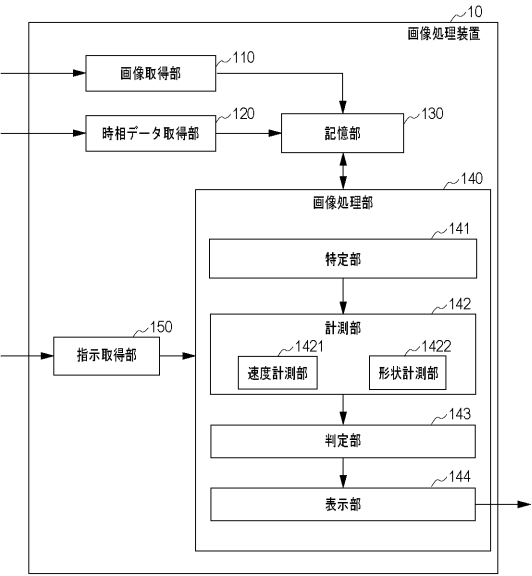 10
画像処理装置
110
画像取得部
120
時相データ取得部
130
記憶部
140
画像処理部
141
特定部
142
計測部
150
指示取得部
1421
速度計測部
1422
形状計測部
143
判定部
144
表示部